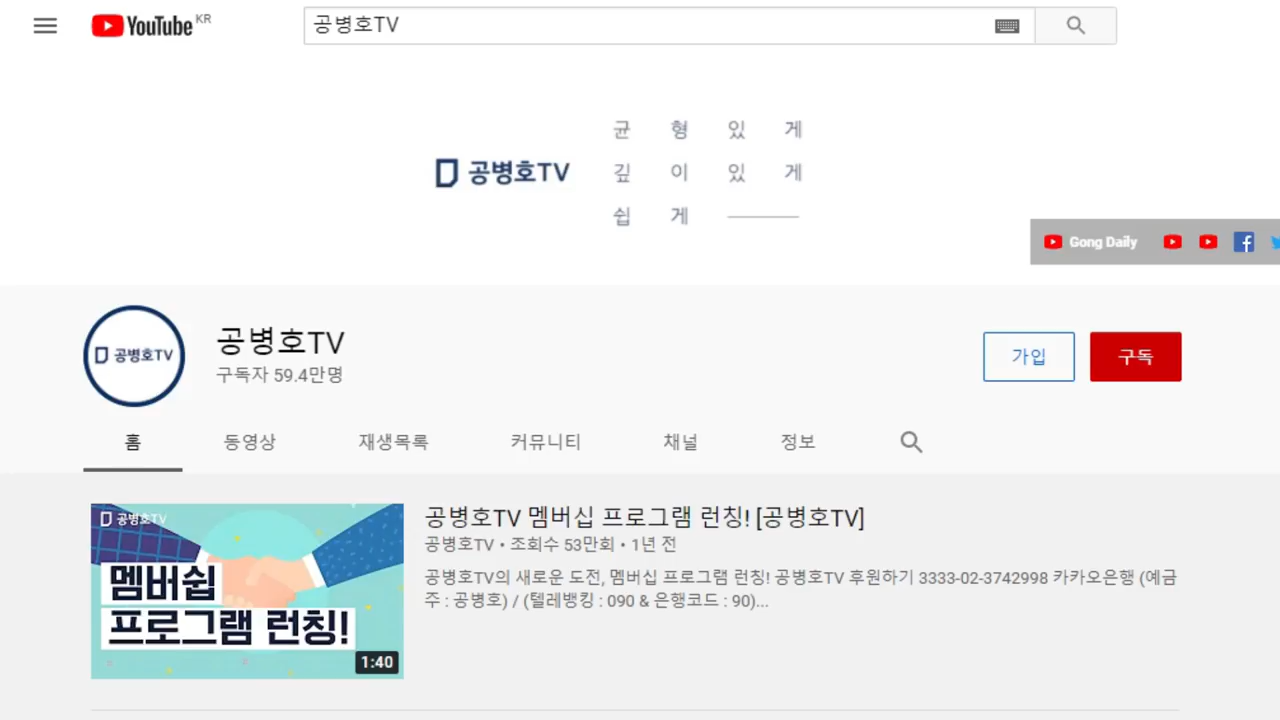 YouTube KR
공병호TV
균 형 있 게
공병호TV 깊 이 있 게
쉽 게
Gong Daily
공병호TV
공병호TV
구독자 59.4만명
가입
구독
홈 동영상 재생목록 커뮤니티 채널 정보
공병호TV
멤버쉽
프로그램 런칭!
1:40
공병호TV 멤버십 프로그램 런칭! [공병호TV]
공병호TV • 조회수 53만회 • 1년 전
공병호TV의 새로운 도전, 멤버십 프로그램 런칭! 공병호TV 후원하기 3333-02-3742998 카카오은행 (예금
주 : 공병호) / (텔레뱅킹 : 090 & 은행코드 : 90)...